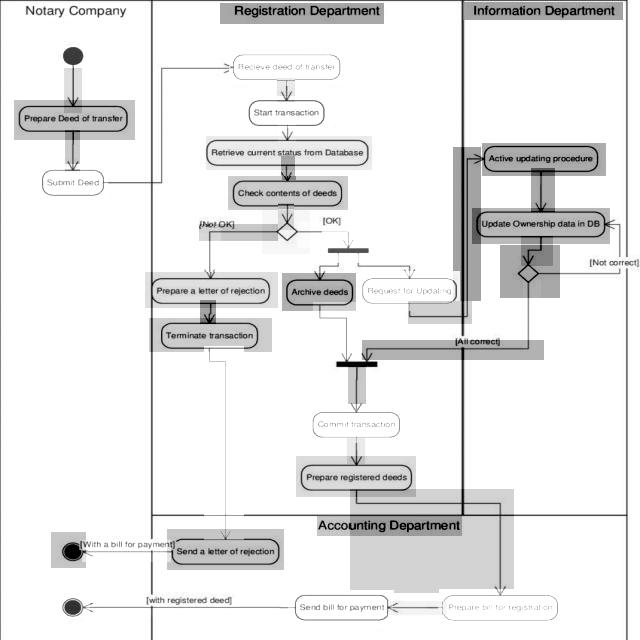 Notary Company
Registration Department
Information Department
Recieve deed of transfer
Start transaction
Prepare Deed of transfer
Retrieve current status from Database
Active updating procedure
Submit Deed
Check contents of deeds
[Not OK]
[OK]
Update Ownership data in DB
[Not correct]
Prepare a letter of rejection
Archive deeds
Request for Updating
Terminate transaction
[All correct]
Commit transaction
Prepare registered deeds
Accounting Department
[With a bill for payment]
Send a letter of rejection
[with registered deed]
Send bill for payment
Prepare bill for registration